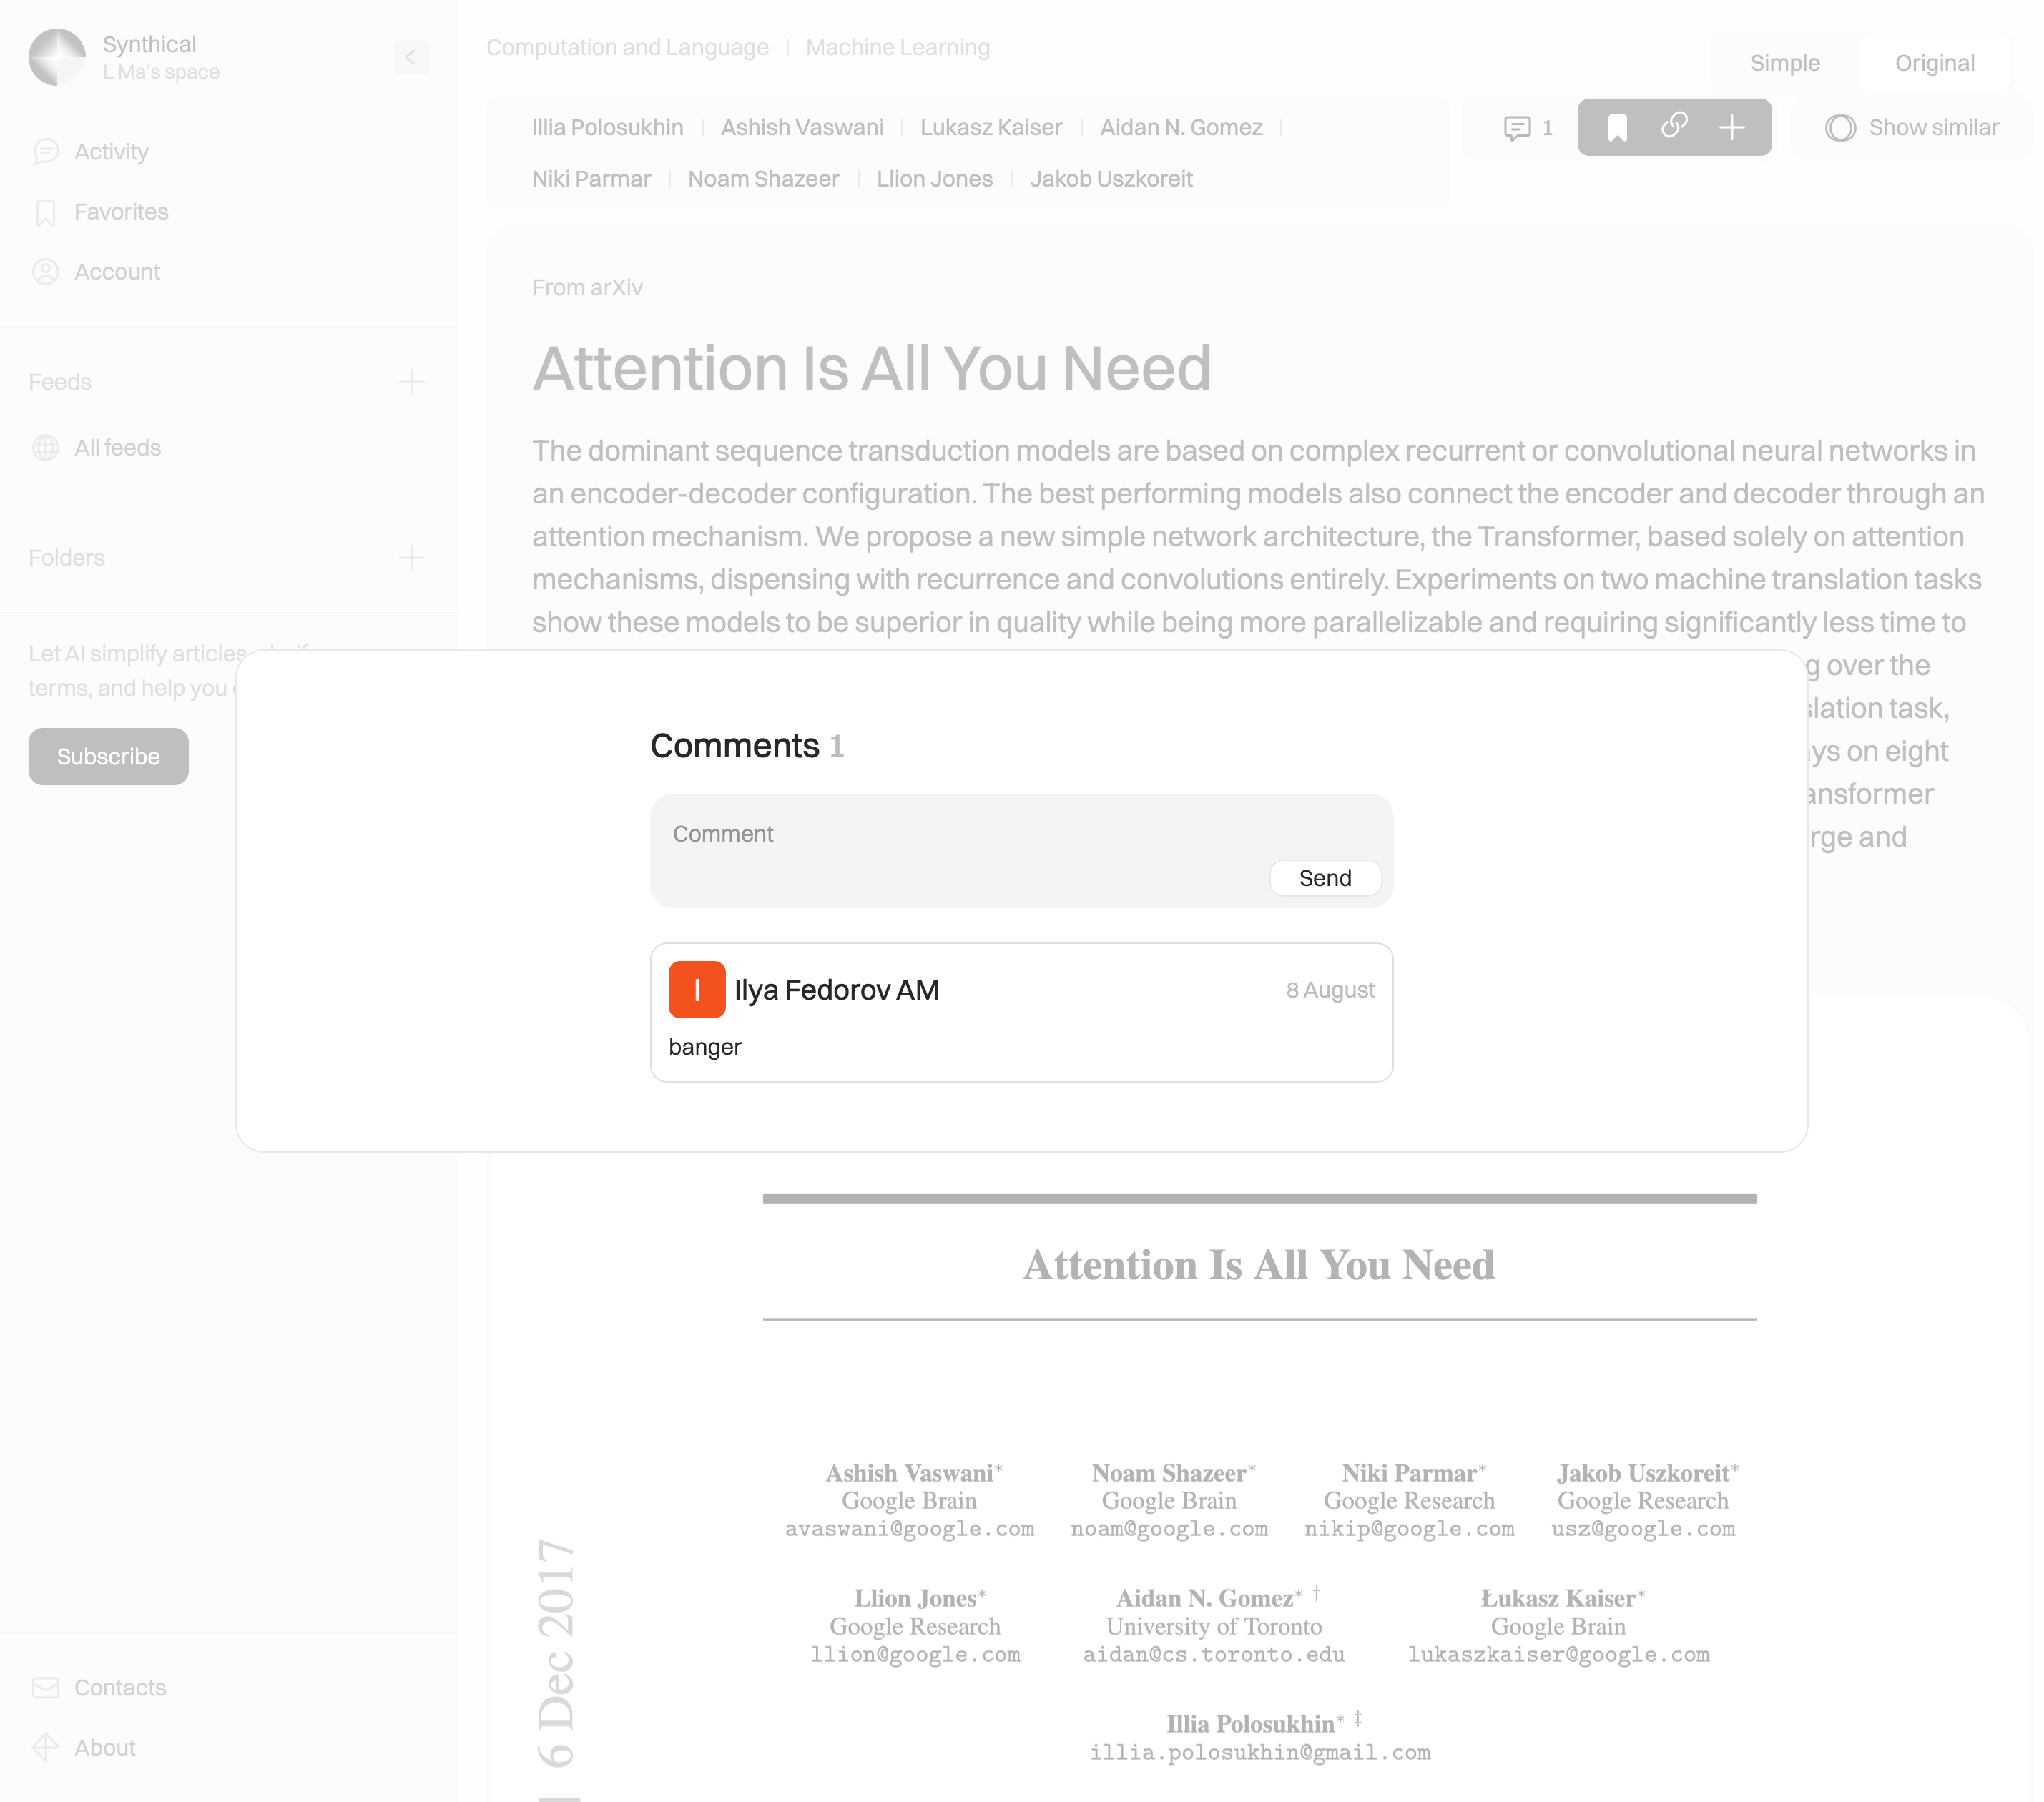 Synthical
L Ma's space
Activity
Favorites
Account
Feeds
All feeds
Folders
Let AI simplify articles,
terms, and help you
Subscribe
Contacts
About
Computation and Language | Machine Learning
Simple Original
Illia Polosukhin | Ashish Vaswani | Lukasz Kaiser | Aidan N. Gomez |
Niki Parmar | Noam Shazeer | Llion Jones | Jakob Uszkoreit
1
Show similar
From arXiv
Attention Is All You Need
The dominant sequence transduction models are based on complex recurrent or convolutional neural networks in
an encoder-decoder configuration. The best performing models also connect the encoder and decoder through an
attention mechanism. We propose a new simple network architecture, the Transformer, based solely on attention
mechanisms, dispensing with recurrence and convolutions entirely. Experiments on two machine translation tasks
show these models to be superior in quality while being more parallelizable and requiring significantly less time to
g over the
slation task,
ys on eight
ansformer
rge and
Comments 1
Comment
Send
I
Ilya Fedorov AM
8 August
banger
Attention Is All You Need
Ashish Vaswani* Noam Shazeer* Niki Parmar* Jakob Uszkoreit*
Google Brain Google Brain Google Research Google Research
avaswani@google.com noam@google.com nikip@google.com usz@google.com
Llion Jones* Aidan N. Gomez* † Łukasz Kaiser*
Google Research University of Toronto Google Brain
llion@google.com aidan@cs.toronto.edu lukaszkaiser@google.com
Illia Polosukhin* ‡
illia.polosukhin@gmail.com
6 Dec 2017